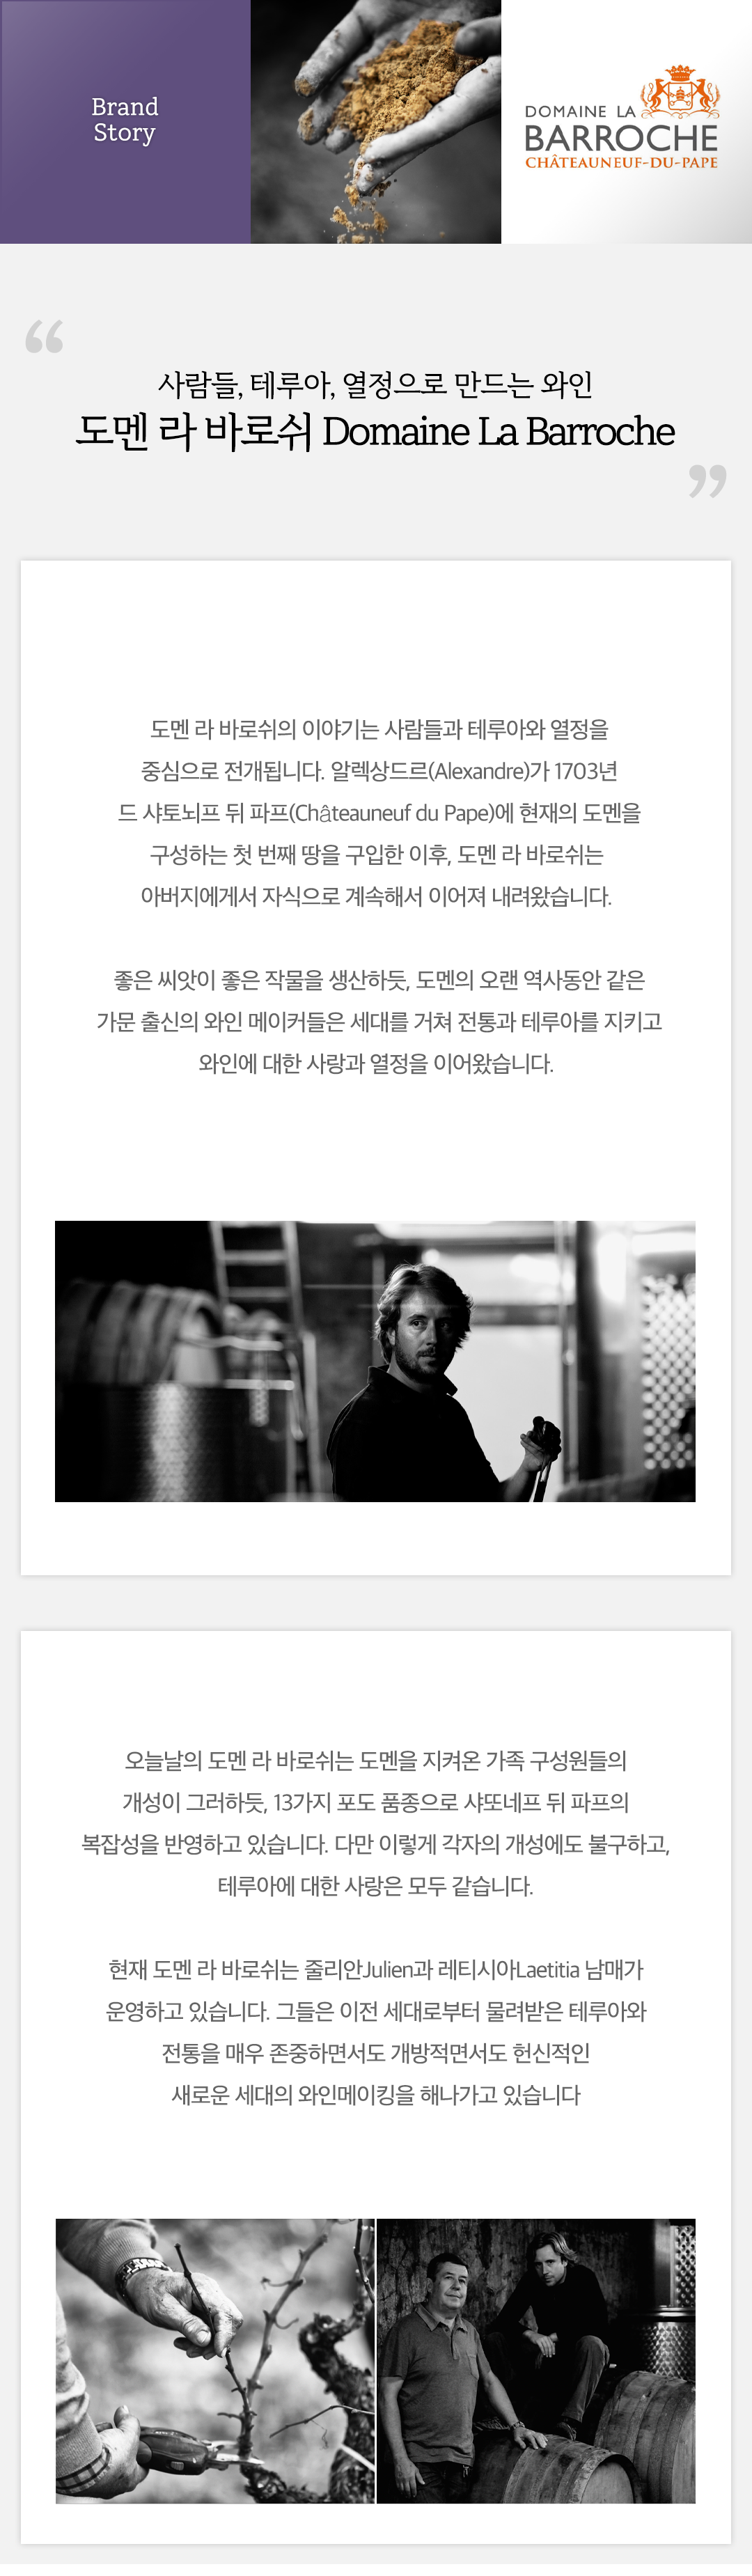 Brand
Story
DOMAINE LA
BARROCHE
CHÂTEAUNEUF-DU-PAPE
“
사람들, 테루아, 열정으로 만드는 와인
도멘 라 바로쉬 Domaine La Barroche
”
도멘 라 바로쉬의 이야기는 사람들과 테루아와 열정을
중심으로 전개됩니다. 알렉상드르(Alexandre)가 1703년
드 샤토뇌프 뒤 파프(Châteauneuf du Pape)에 현재의 도멘을
구성하는 첫 번째 땅을 구입한 이후, 도멘 라 바로쉬는
아버지에게서 자식으로 계속해서 이어져 내려왔습니다.
좋은 씨앗이 좋은 작물을 생산하듯, 도멘의 오랜 역사동안 같은
가문 출신의 와인 메이커들은 세대를 거쳐 전통과 테루아를 지키고
와인에 대한 사랑과 열정을 이어왔습니다.
오늘날의 도멘 라 바로쉬는 도멘을 지켜온 가족 구성원들의
개성이 그러하듯, 13가지 포도 품종으로 샤또네프 뒤 파프의
복잡성을 반영하고 있습니다. 다만 이렇게 각자의 개성에도 불구하고,
테루아에 대한 사랑은 모두 같습니다.
현재 도멘 라 바로쉬는 줄리안Julien과 레티시아Laetitia 남매가
운영하고 있습니다. 그들은 이전 세대로부터 물려받은 테루아와
전통을 매우 존중하면서도 개방적면서도 헌신적인
새로운 세대의 와인메이킹을 해나가고 있습니다